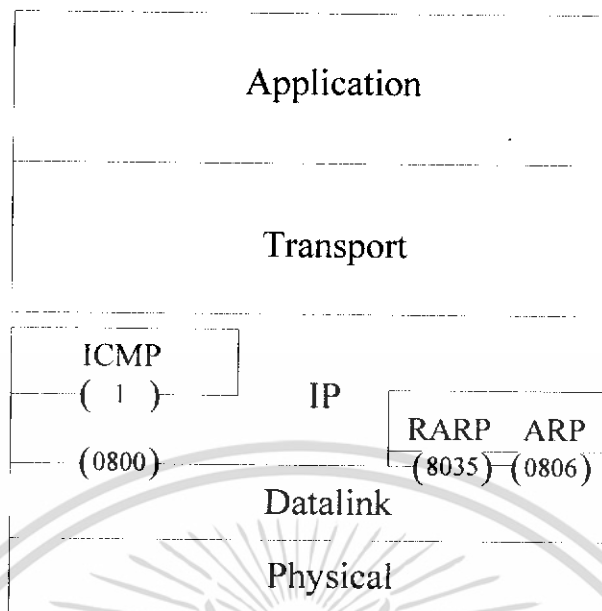 Application
Transport
ICMP
( 1 )
IP
RARP ARP
(0800)
(8035) (0806)
Datalink
Physical